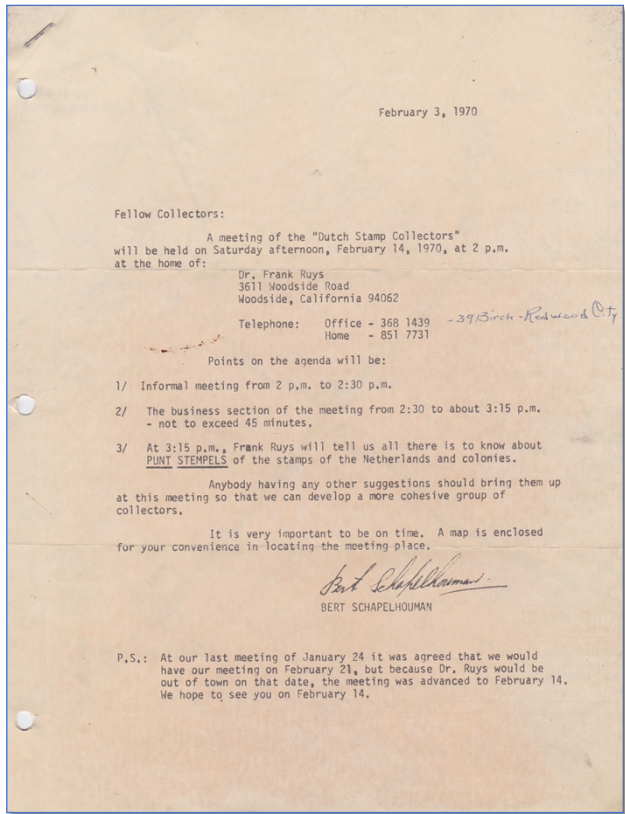 February 3, 1970
Fellow Collectors:
A meeting of the "Dutch Stamp Collectors"
will be held on Saturday afternoon, February 14, 1970, at 2 p.m.
at the home of:
Dr. Frank Ruys
3611 Woodside Road
Woodside, California 94062
Telephone: Office - 368 1439 - 39 Birch - Redwood City
Home - 851 7731
Points on the agenda will be:
1/ Informal meeting from 2 p.m. to 2:30 p.m.
2/ The business section of the meeting from 2:30 to about 3:15 p.m.
- not to exceed 45 minutes.
3/ At 3:15 p.m., Frank Ruys will tell us all there is to know about
PUNT STEMPELS of the stamps of the Netherlands and colonies.
Anybody having any other suggestions should bring them up
at this meeting so that we can develop a more cohesive group of
collectors.
It is very important to be on time. A map is enclosed
for your convenience in locating the meeting place.
Bert Schapelhouman
BERT SCHAPELHOUMAN
P.S.: At our last meeting of January 24 it was agreed that we would
have our meeting on February 21, but because Dr. Ruys would be
out of town on that date, the meeting was advanced to February 14.
We hope to see you on February 14.